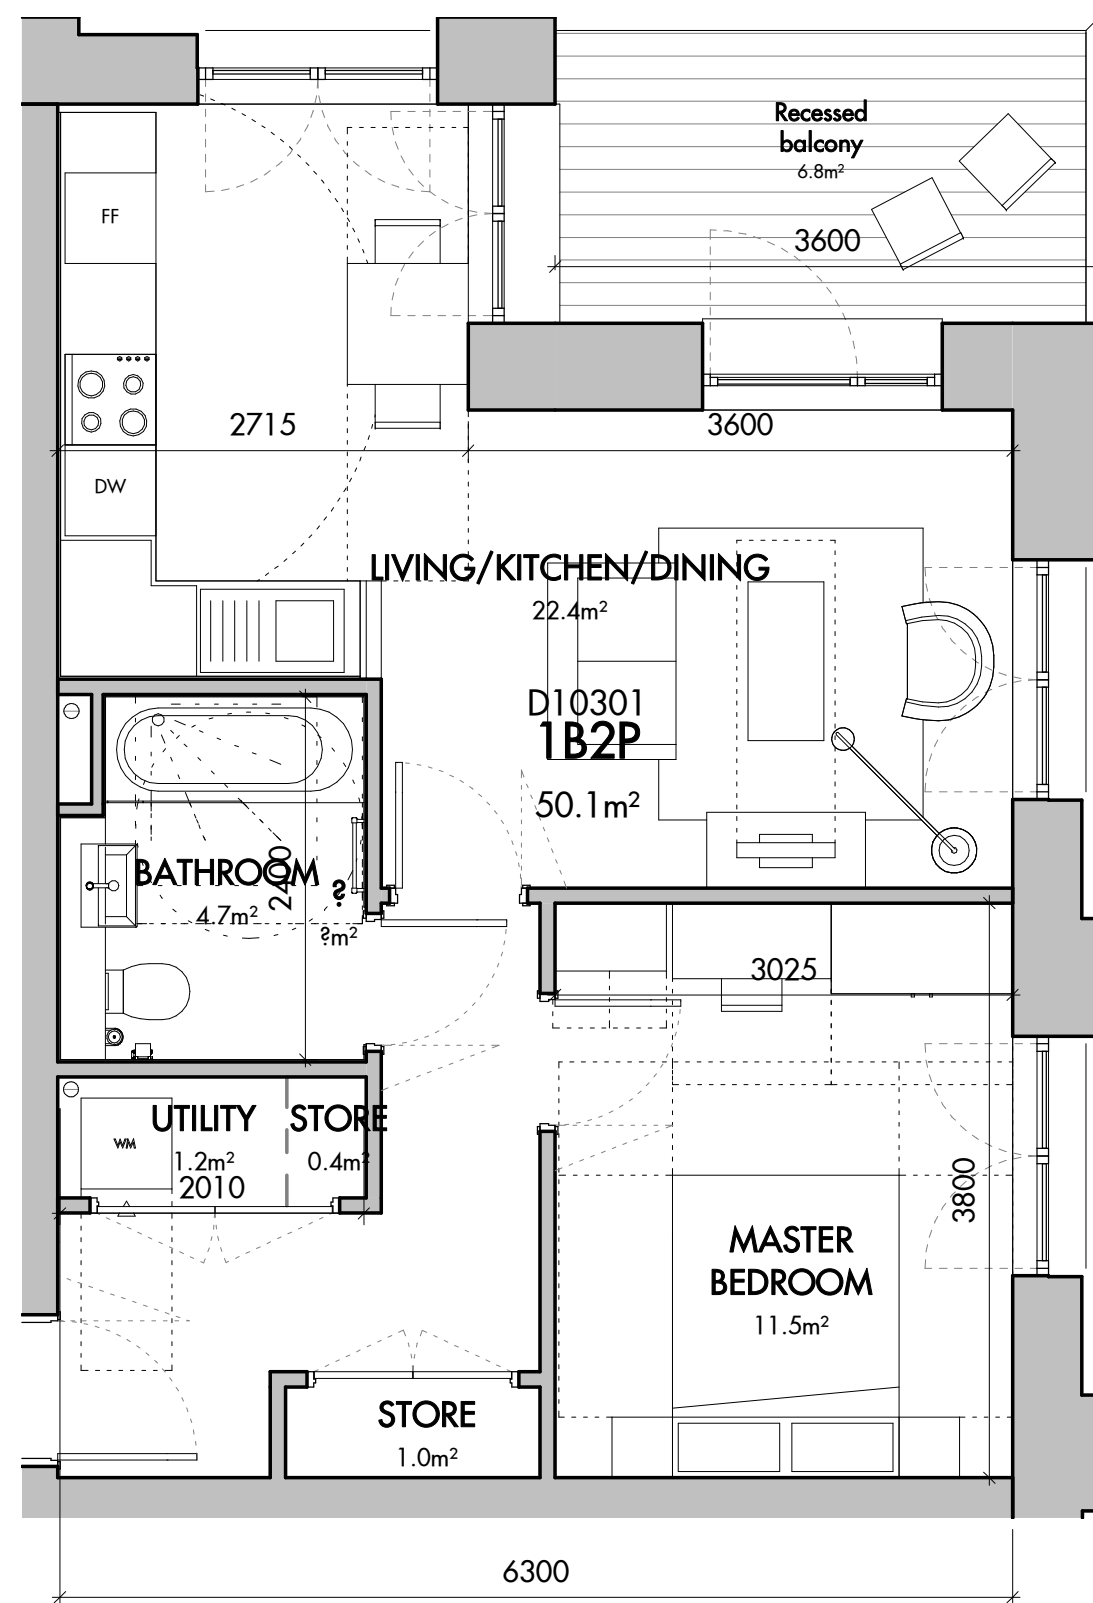 Recessed
balcony
6.8m²
FF
3600
2715
3600
DW
LIVING/KITCHEN/DINING
22.4m²
D10301
1B2P
50.1m²
BATHROOM
4.7m²
2400
?
?m²
3025
UTILITY
STORE
WM
1.2m²
0.4m²
2010
3800
MASTER
BEDROOM
11.5m²
STORE
1.0m²
6300